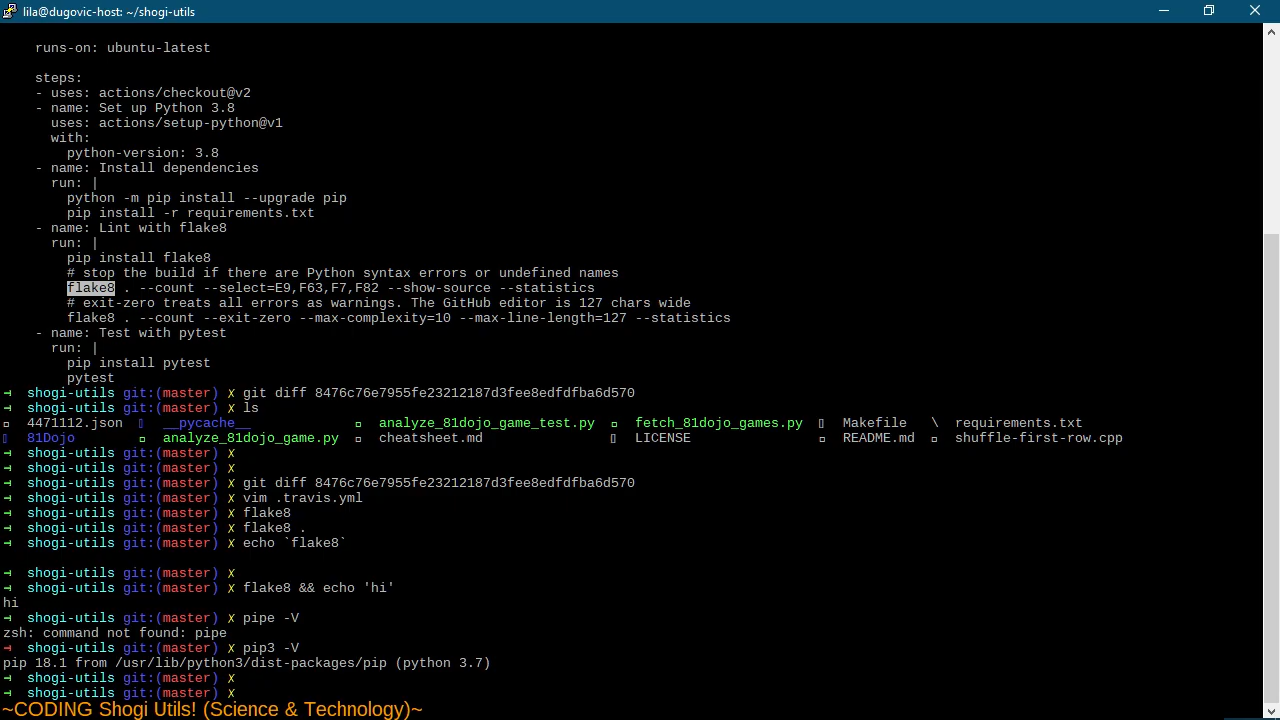 lila@dugovic-host: ~/shogi-utils
runs-on: ubuntu-latest
steps:
- uses: actions/checkout@v2
- name: Set up Python 3.8
uses: actions/setup-python@v1
with:
python-version: 3.8
- name: Install dependencies
run: |
python -m pip install --upgrade pip
pip install -r requirements.txt
- name: Lint with flake8
run: |
pip install flake8
# stop the build if there are Python syntax errors or undefined names
flake8 . --count --select=E9,F63,F7,F82 --show-source --statistics
# exit-zero treats all errors as warnings. The GitHub editor is 127 chars wide
flake8 . --count --exit-zero --max-complexity=10 --max-line-length=127 --statistics
- name: Test with pytest
run: |
pip install pytest
pytest
shogi-utils git:(master) ✗ git diff 8476c76e7955fe23212187d3fee8edfdfba6d570
shogi-utils git:(master) ✗ ls
4471112.json __pycache__ analyze_81dojo_game_test.py fetch_81dojo_games.py Makefile \ requirements.txt
81Dojo analyze_81dojo_game.py cheatsheet.md LICENSE README.md shuffle-first-row.cpp
shogi-utils git:(master) ✗
shogi-utils git:(master) ✗
shogi-utils git:(master) ✗ git diff 8476c76e7955fe23212187d3fee8edfdfba6d570
shogi-utils git:(master) ✗ vim .travis.yml
shogi-utils git:(master) ✗ flake8
shogi-utils git:(master) ✗ flake8 .
shogi-utils git:(master) ✗ echo `flake8`
shogi-utils git:(master) ✗
shogi-utils git:(master) ✗ flake8 && echo 'hi'
hi
shogi-utils git:(master) ✗ pipe -V
zsh: command not found: pipe
shogi-utils git:(master) ✗ pip3 -V
pip 18.1 from /usr/lib/python3/dist-packages/pip (python 3.7)
shogi-utils git:(master) ✗
shogi-utils git:(master) ✗
~CODING Shogi Utils! (Science & Technology)~